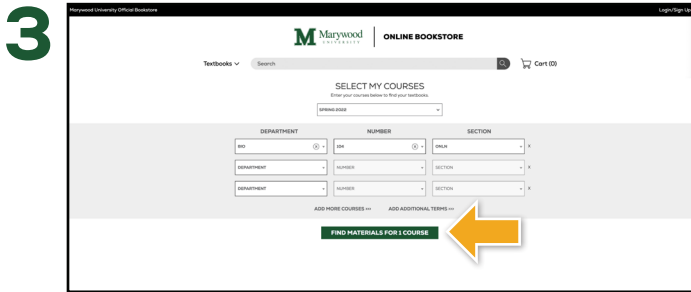 3
Marywood University Official Bookstore Login/Sign Up
M Marywood UNIVERSITY ONLINE BOOKSTORE
Textbooks Search Cart (0)
SELECT MY COURSES
Enter your courses below to find your textbooks.
SPRING 2022
DEPARTMENT NUMBER SECTION
BIO 104 ONLH X
DEPARTMENT NUMBER SECTION X
DEPARTMENT NUMBER SECTION X
ADD MORE COURSES ADD ADDITIONAL TERMS
FIND MATERIALS FOR 1 COURSE